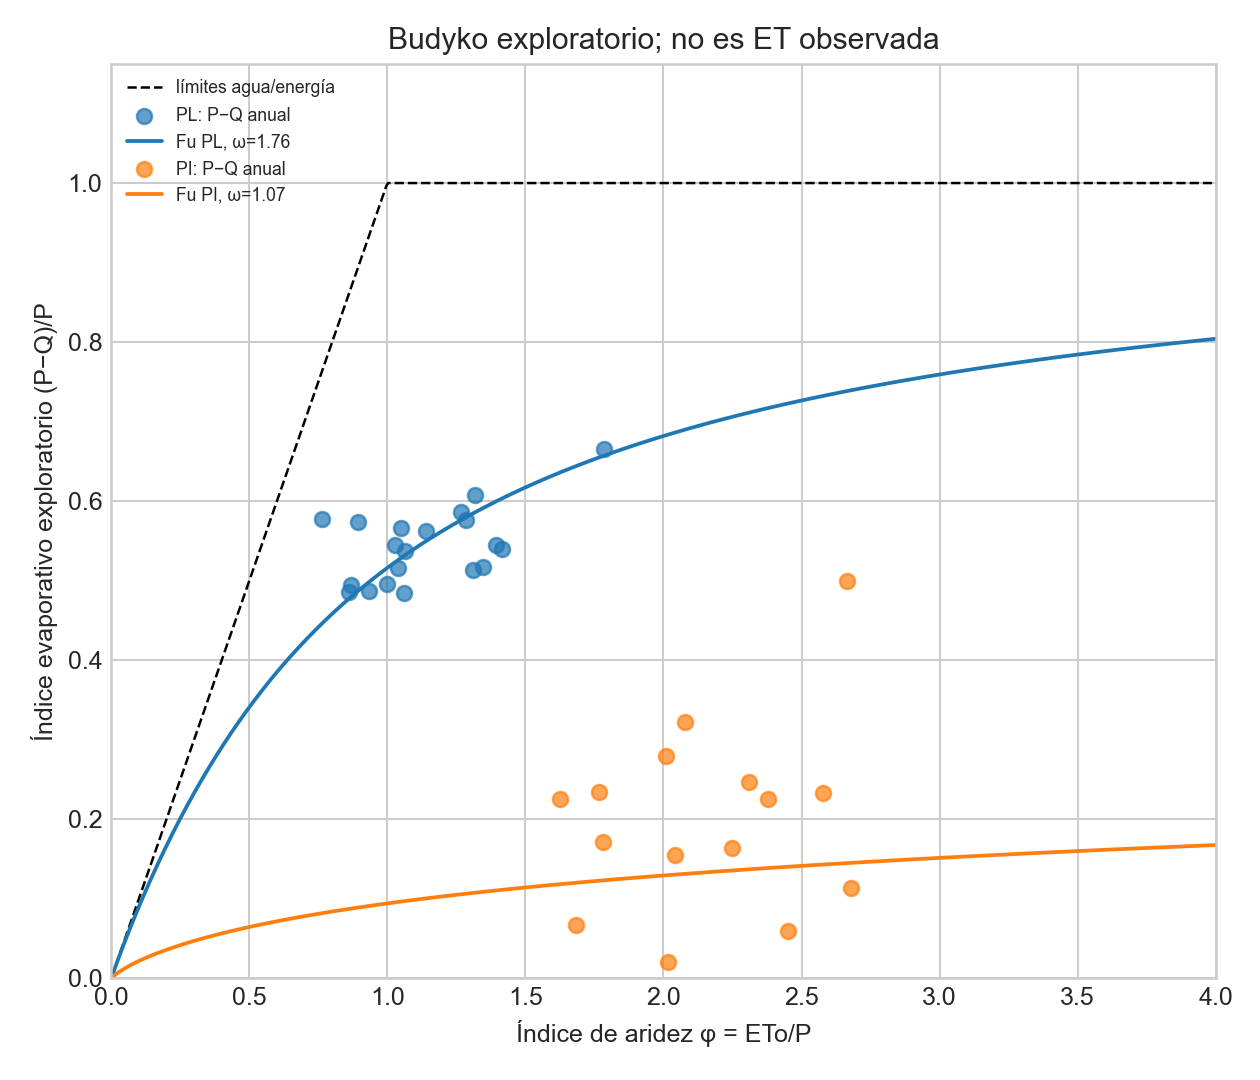 Budyko exploratorio; no es ET observada
límites agua/energía
PL: P−Q anual
Fu PL, ω=1.76
PI: P−Q anual
Fu PI, ω=1.07
1.0
0.8
0.6
0.4
0.2
0.0
Índice evaporativo exploratorio (P−Q)/P
0.0 0.5 1.0 1.5 2.0 2.5 3.0 3.5 4.0
Índice de aridez φ = ETo/P